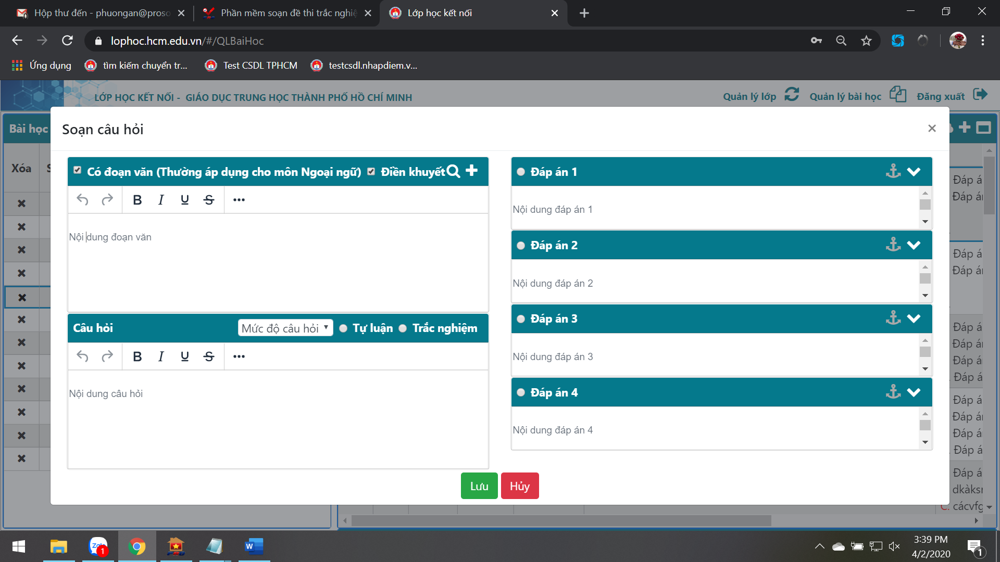 Hộp thư đến - phuongan@proso
Phần mềm soạn đề thi trắc nghiệ
Lớp học kết nối
lophoc.hcm.edu.vn/#/QLBaiHoc
Ứng dụng
tìm kiếm chuyển tr...
Test CSDL TPHCM
testcsdl.nhapdiem.v...
LỚP HỌC KẾT NỐI - GIÁO DỤC TRUNG HỌC THÀNH PHỐ HỒ CHÍ MINH
Quản lý lớp
Quản lý bài học
Đăng xuất
Bài học
Xóa
S
Soạn câu hỏi
×
Có đoạn văn (Thường áp dụng cho môn Ngoại ngữ)
Điền khuyết
B I U S ...
Nội dung đoạn văn
Câu hỏi
Mức độ câu hỏi
Tự luận
Trắc nghiệm
B I U S ...
Nội dung câu hỏi
Đáp án 1
Nội dung đáp án 1
Đáp án 2
Nội dung đáp án 2
Đáp án 3
Nội dung đáp án 3
Đáp án 4
Nội dung đáp án 4
Lưu
Hủy
Đáp á
Đáp á
Đáp á
Đáp á
Đáp á
Đáp á
Đáp á
Đáp á
Đáp á
Đáp á
Đáp á
Đáp á
Đáp á
C. cácvfg
Zalo
1
W
3:39 PM
4/2/2020
1